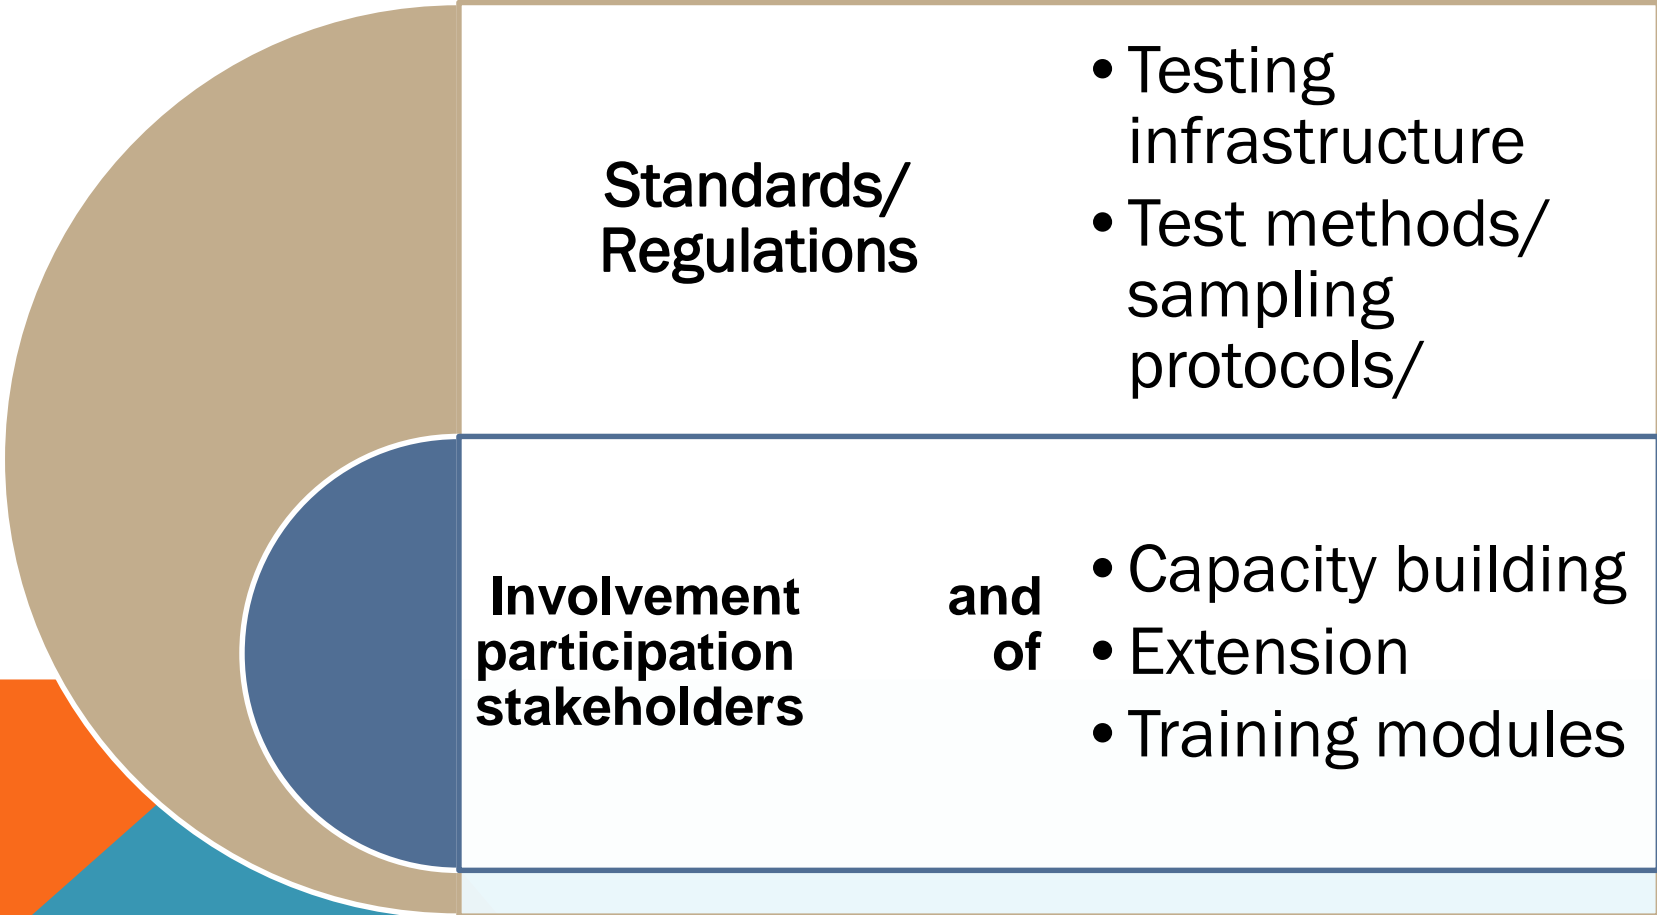 Standards/
Regulations
• Testing
infrastructure
• Test methods/
sampling
protocols/
Involvement and
participation of
stakeholders
• Capacity building
• Extension
• Training modules